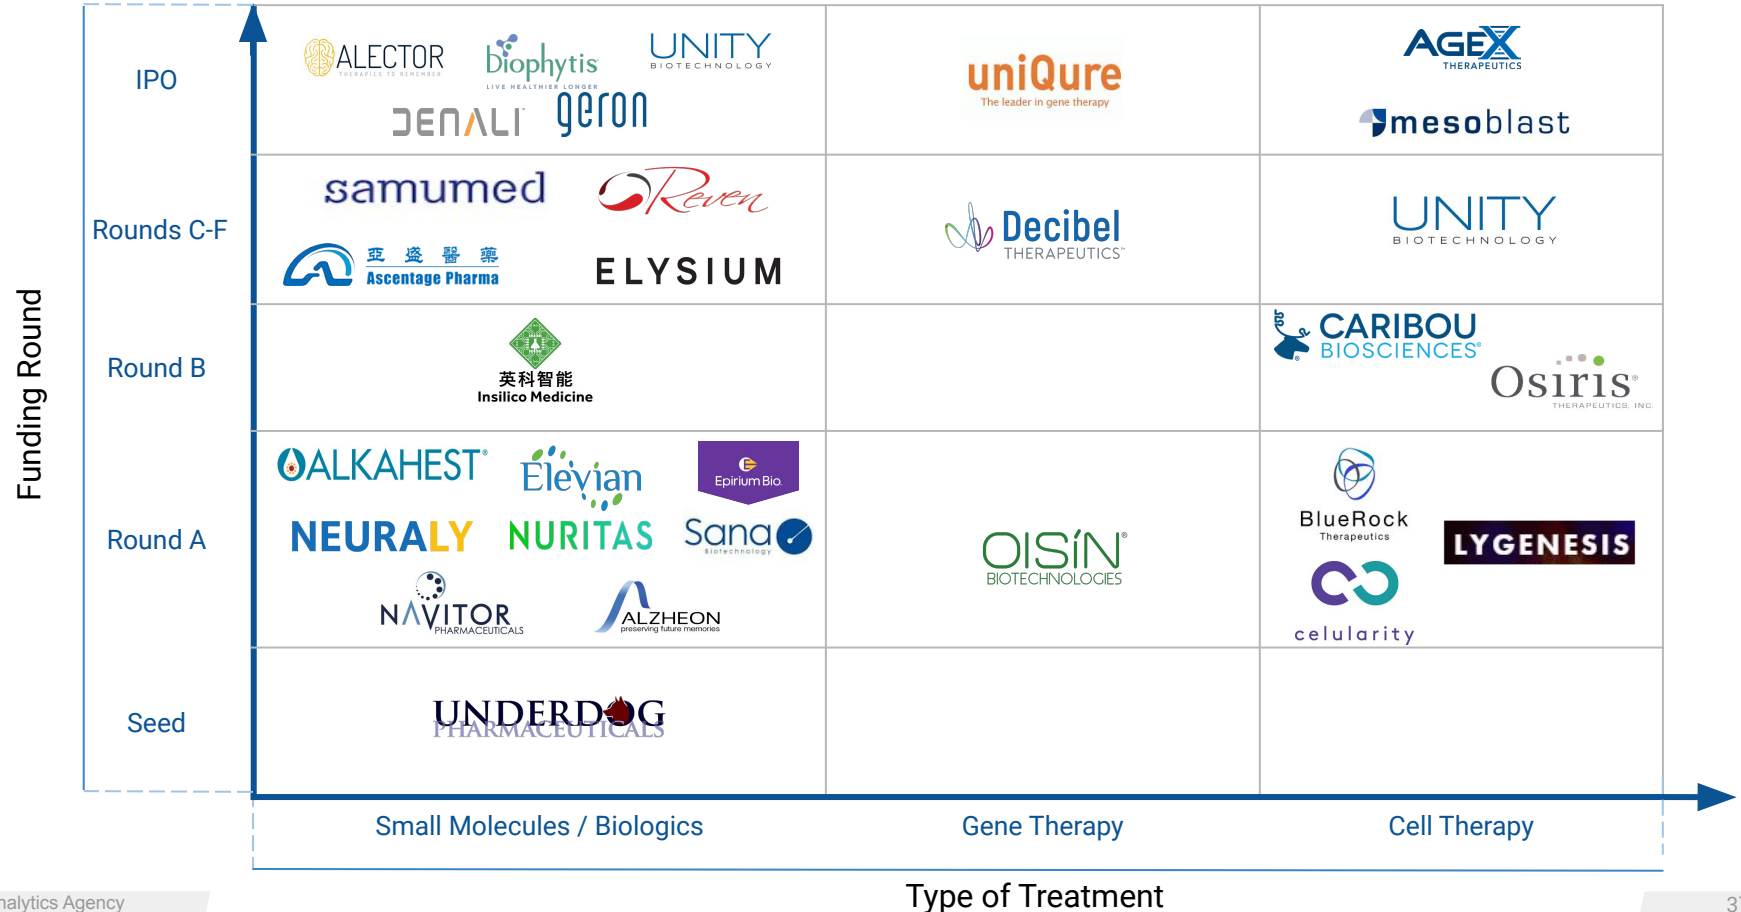 IPO
ALECTOR
THERAPIES TO REMEMBER
biophytis
LIVE HEALTHIER LONGER
UNITY
BIOTECHNOLOGY
DENALI
geron
uniQure
The leader in gene therapy
AGEX
THERAPEUTICS
mesoblast
Rounds C-F
samumed
Reven
亞盛醫藥
Ascentage Pharma
ELYSIUM
Decibel
THERAPEUTICS™
UNITY
BIOTECHNOLOGY
Funding Round
Round B
英科智能
Insilico Medicine
CARIBOU
BIOSCIENCES®
Osiris®
THERAPEUTICS, INC.
Round A
ALKAHEST®
Elevian
Epirium Bio.
NEURALY
NURITAS
Sana
Biotechnology
NAVITOR
PHARMACEUTICALS
ALZHEON
preserving future memories
OISÍN®
BIOTECHNOLOGIES
BlueRock
Therapeutics
LYGENESIS
celularity
Seed
UNDERDOG
PHARMACEUTICALS
Small Molecules / Biologics
Gene Therapy
Cell Therapy
Type of Treatment
nalytics Agency